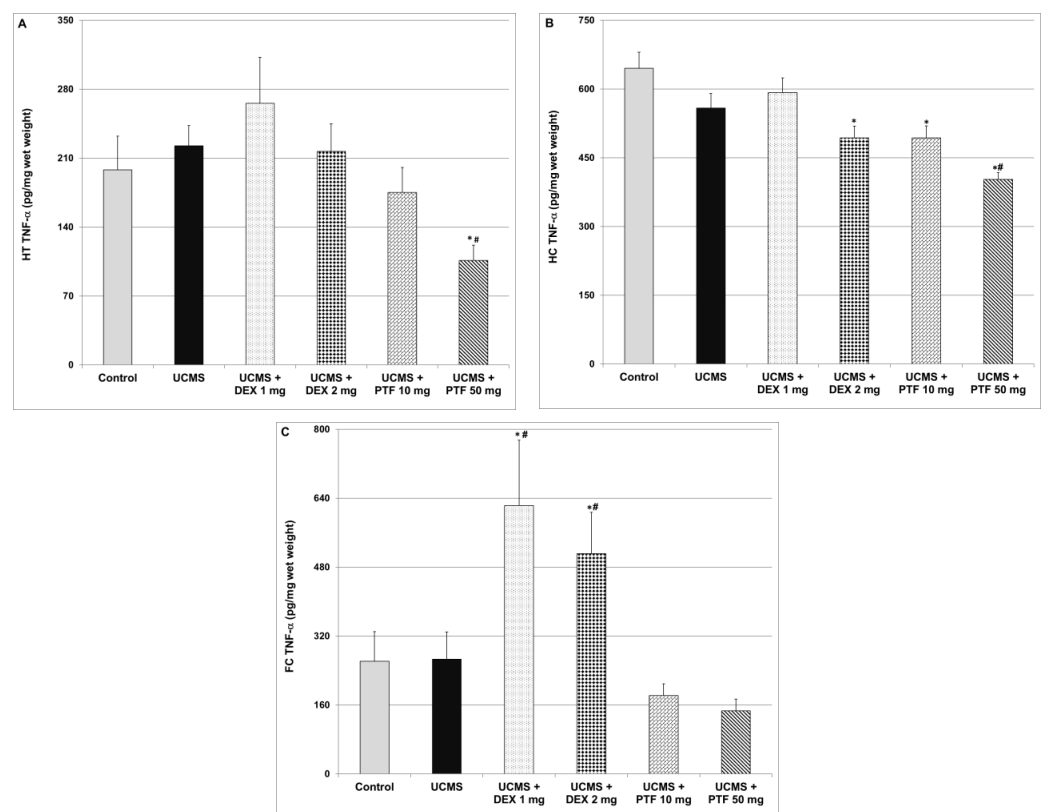 A
HT TNF-α (pg/mg wet weight)
350
280
210
140
70
0
* #
Control
UCMS
UCMS +
DEX 1 mg
UCMS +
DEX 2 mg
UCMS +
PTF 10 mg
UCMS +
PTF 50 mg
B
HC TNF-α (pg/mg wet weight)
750
600
450
300
150
0
*
*
*#
Control
UCMS
UCMS +
DEX 1 mg
UCMS +
DEX 2 mg
UCMS +
PTF 10 mg
UCMS +
PTF 50 mg
C
FC TNF-α (pg/mg wet weight)
800
640
480
320
160
0
* #
*#
Control
UCMS
UCMS +
DEX 1 mg
UCMS +
DEX 2 mg
UCMS +
PTF 10 mg
UCMS +
PTF 50 mg